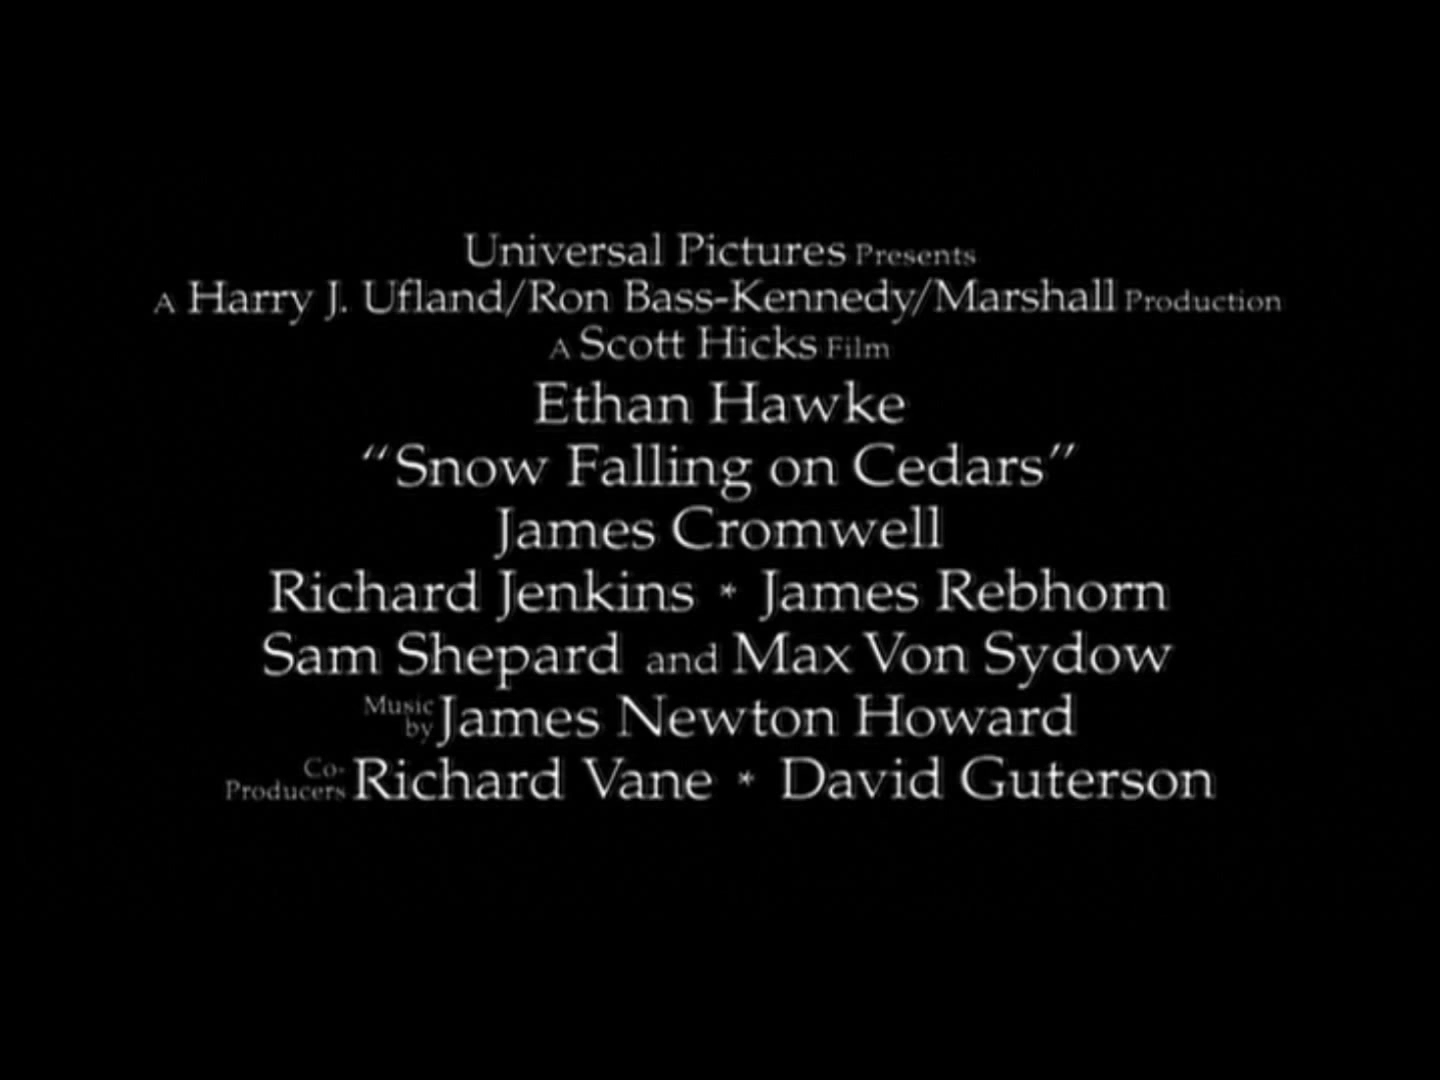 Universal Pictures Presents
A Harry J. Ufland/Ron Bass-Kennedy/Marshall Production
A Scott Hicks Film
Ethan Hawke
“Snow Falling on Cedars”
James Cromwell
Richard Jenkins * James Rebhorn
Sam Shepard and Max Von Sydow
Music by James Newton Howard
Co-Producers Richard Vane * David Guterson